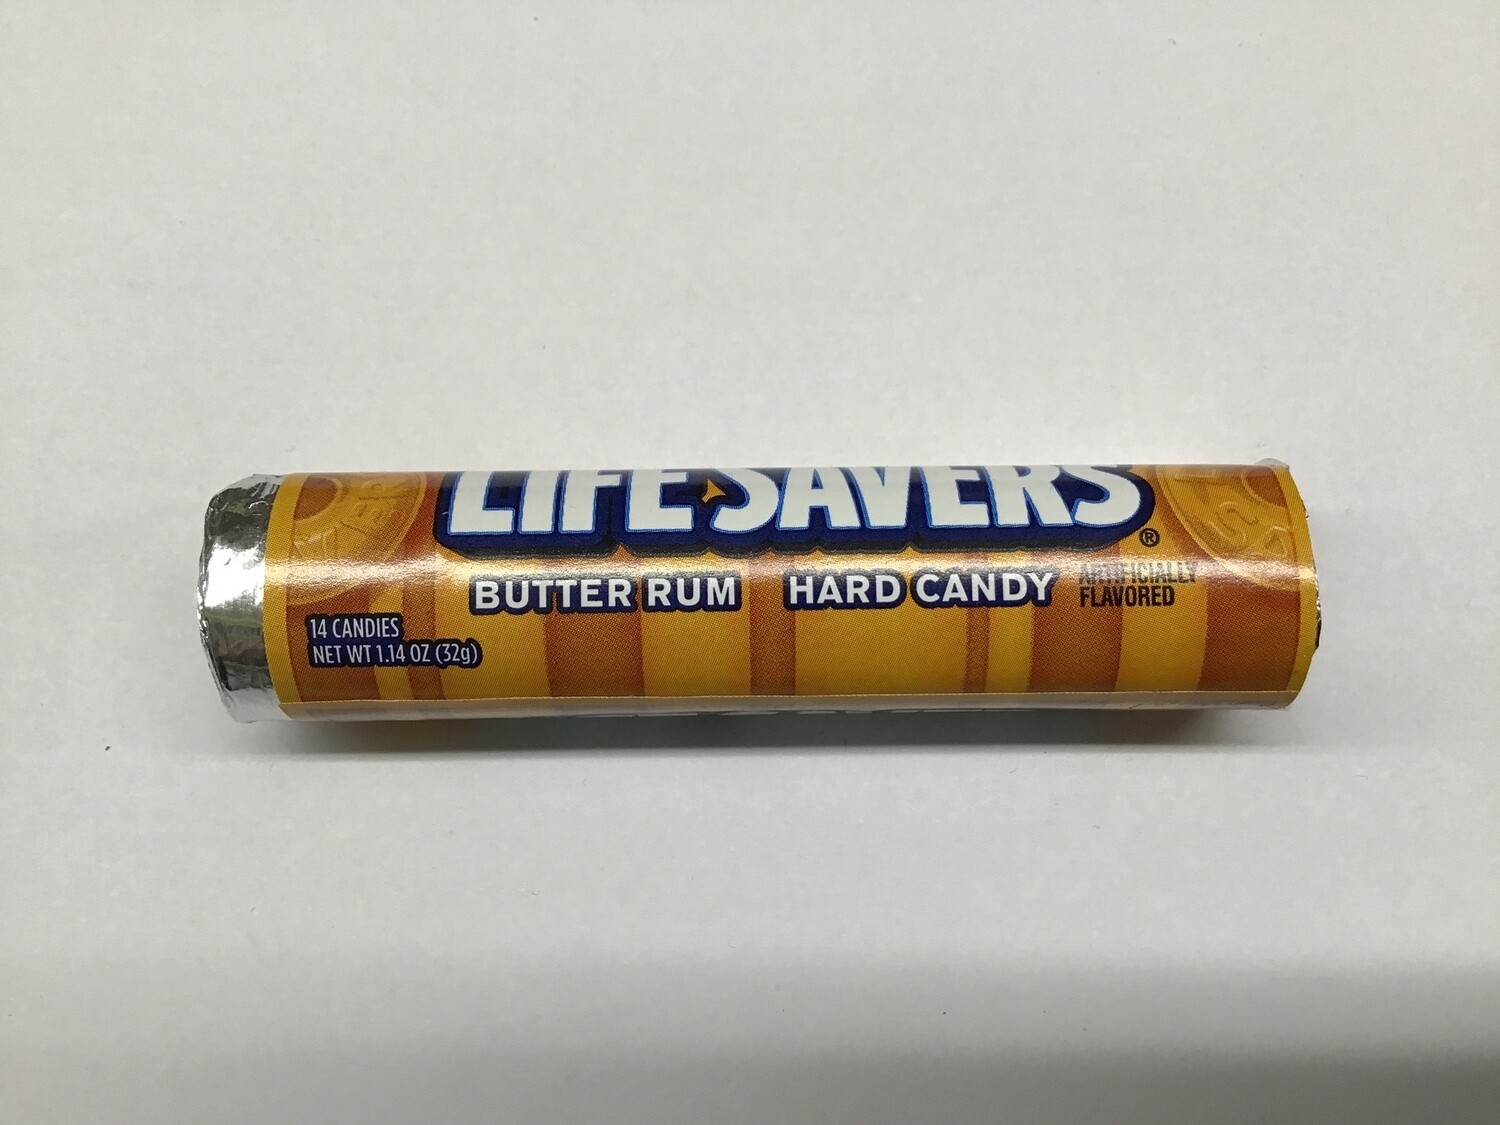 LIFE SAVERS®
BUTTER RUM HARD CANDY
ARTIFICIALLY
FLAVORED
14 CANDIES
NET WT 1.14 OZ (32g)